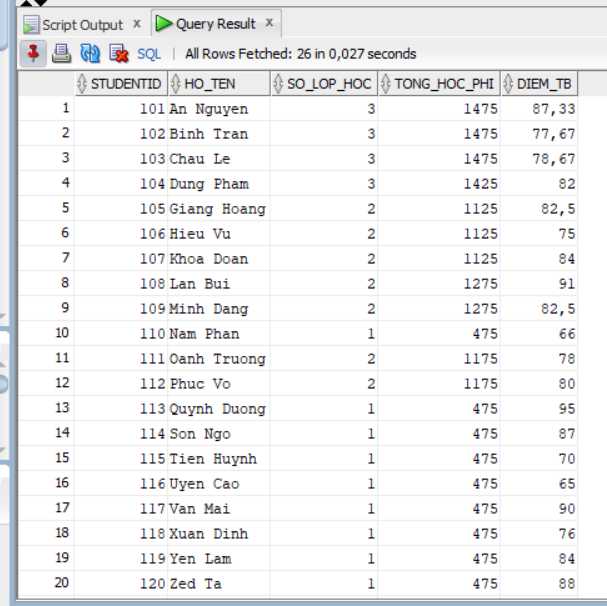 Script Output x Query Result x
SQL | All Rows Fetched: 26 in 0,027 seconds
STUDENTID HO_TEN SO_LOP_HOC TONG_HOC_PHI DIEM_TB
1 101 An Nguyen 3 1475 87,33
2 102 Binh Tran 3 1475 77,67
3 103 Chau Le 3 1475 78,67
4 104 Dung Pham 3 1425 82
5 105 Giang Hoang 2 1125 82,5
6 106 Hieu Vu 2 1125 75
7 107 Khoa Doan 2 1125 84
8 108 Lan Bui 2 1275 91
9 109 Minh Dang 2 1275 82,5
10 110 Nam Phan 1 475 66
11 111 Oanh Truong 2 1175 78
12 112 Phuc Vo 2 1175 80
13 113 Quynh Duong 1 475 95
14 114 Son Ngo 1 475 87
15 115 Tien Huynh 1 475 70
16 116 Uyen Cao 1 475 65
17 117 Van Mai 1 475 90
18 118 Xuan Dinh 1 475 76
19 119 Yen Lam 1 475 84
20 120 Zed Ta 1 475 88